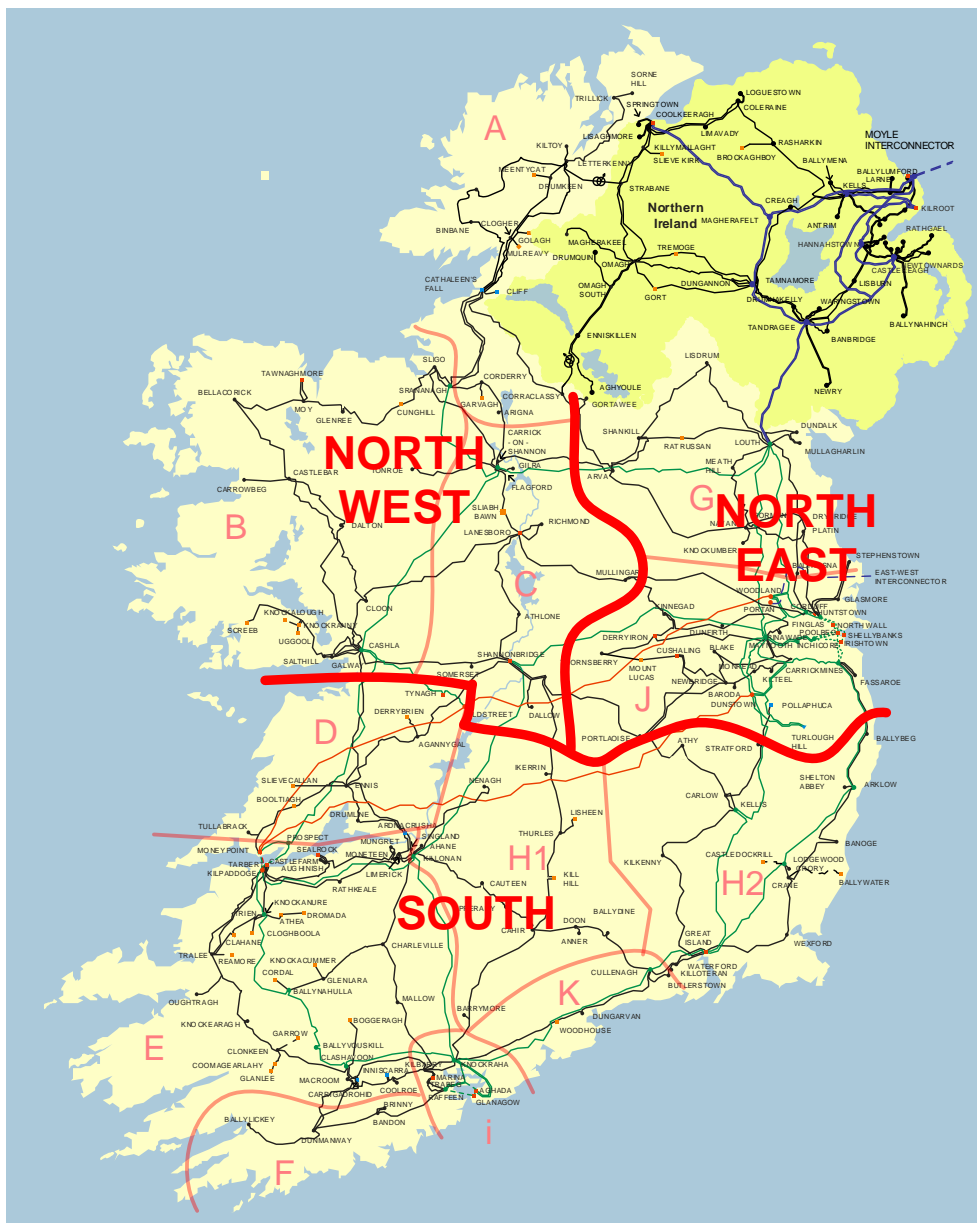 SORNE
HILL
TRILLICK
LOGUESTOWN
COLERAINE
SPRINGTOWN
COOLKEERAGH
A
LISAGHMORE
LIMAVADY
MOYLE
INTERCONNECTOR
KILTOY
KILLYMALLAGHT
SLIEVE KIRK
BROCKAGHBOY
RASHARKIN
BALLYMENA
LETTERKENNY
MEENTYCAT
DRUMKEEN
STRABANE
BALLYLUMFORD
LARNE
KELLS
CREAGH
KILROOT
Northern
Ireland
MAGHERAFELT
ANTRIM
RATHGAEL
BINBANE
CLOGHER
GOLAGH
MULREAVY
MAGHERAKEEL
DRUMQUIN
TREMOGE
HANNAHSTOWN
OMAGH
NEWTOWNARDS
CASTLEREAGH
CATHALEEN'S
FALL
CLIFF
OMAGH
SOUTH
GORT
DUNGANNON
TAMNAMORE
LISBURN
DRUMNAKELLY
WARINGSTOWN
TANDRAGEE
BALLYNAHINCH
BANBRIDGE
ENNISKILLEN
SLIGO
LISDRUM
TAWNAGHMORE
CORDERRY
SRANANAGH
CORRACLASSY
AGHYOULE
NEWRY
BELLACORICK
MOY
GLENREE
CUNGHILL
GARVAGH
ARIGNA
GORTAWEE
CARRICK
- ON -
SHANNON
SHANKILL
RATRUSSAN
LOUTH
DUNDALK
MULLAGHARLIN
NORTH
WEST
TONROE
GILRA
FLAGFORD
ARVA
MEATH
HILL
CASTLEBAR
CARROWBEG
G
NORTH
EAST
B
DALTON
SLIABH
BAWN
LANESBORO
RICHMOND
NAVAN
PLATIN
KNOCKUMBER
STEPHENSTOWN
C
MULLINGAR
EAST-WEST
INTERCONNECTOR
WOODLAND
GLASMORE
CLOON
KINNEGAD
PORTAN
HUNTSTOWN
KNOCKALOUGH
KNOCKRANNY
SCREEB
UGGOOL
ATHLONE
DUNFIRTH
FINGLAS
NORTH WALL
SHELLYBANKS
IRISHTOWN
DERRYIRON
MAYNOOTH
INCHICORE
SALTHILL
GALWAY
CASHLA
SHANNONBRIDGE
CUSHALING
BLAKE
MONREAD
CARRICKMINES
SOMERSET
MOUNT
LUCAS
NEWBRIDGE
KILTEEL
FASSAROE
TYNAGH
J
BARODA
DUNSTOWN
POLLAPHUCA
DERRYBRIEN
DALLOW
D
AGANNYGAL
PORTLAOISE
ATHY
STRATFORD
TURLOUGH
HILL
BALLYBEG
IKERRIN
SLIEVECALLAN
ENNIS
NENAGH
SHELTON
ABBEY
ARKLOW
BOOLTIAGH
DRUMLINE
CARLOW
KELLIS
LISHEEN
TULLABRACK
ARDNACRUSHA
THURLES
PROSPECT
SINGLAND
AHANE
BANOGE
MONEYPOINT
SEALROCK
MUNGRET
MONETEEN
KILLONAN
KILKENNY
CASTLEDOCKRILL
LODGEWOOD
TARBERT
KILPADDOGE
CASTLEFARM
AUGHINISH
LIMERICK
H1
H2
CRORY
CRANE
BALLYWATER
RATHKEALE
CAUTEEN
KILL
HILL
KNOCKANURE
SOUTH
DROMADA
ATHEA
CLOGHBOOLA
BALLYDINE
DOON
CAHIR
ANNER
GREAT
ISLAND
CLAHANE
CHARLEVILLE
WEXFORD
TRALEE
REAMORE
KNOCKACUMMER
CORDAL
GLENLARA
BALLYNAHULLA
CULLENAGH
WATERFORD
KILLOTERAN
BUTLERSTOWN
OUGHTRAGH
MALLOW
BARRYMORE
K
KNOCKEARAGH
BOGGERAGH
DUNGARVAN
WOODHOUSE
GARROW
BALLYVOUSKILL
CLONKEEN
CLASHAVOON
E
COOMAGEARLAHY
GLANLEE
KILBARRY
KNOCKRAHA
INNISCARRA
MACROOM
MARINA
TRABEG
AGHADA
CARRIGADROHID
COOLROE
RAFFEEN
GLANAGOW
BRINNY
BALLYLICKEY
BANDON
i
DUNMANWAY
F